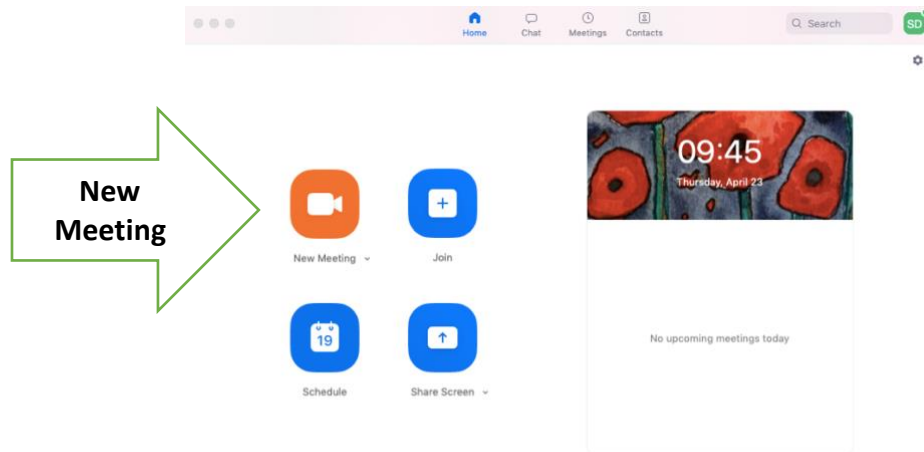 Home Chat Meetings Contacts Search SD
09:45
Thursday, April 23
New
Meeting
New Meeting Join
19
No upcoming meetings today
Schedule Share Screen